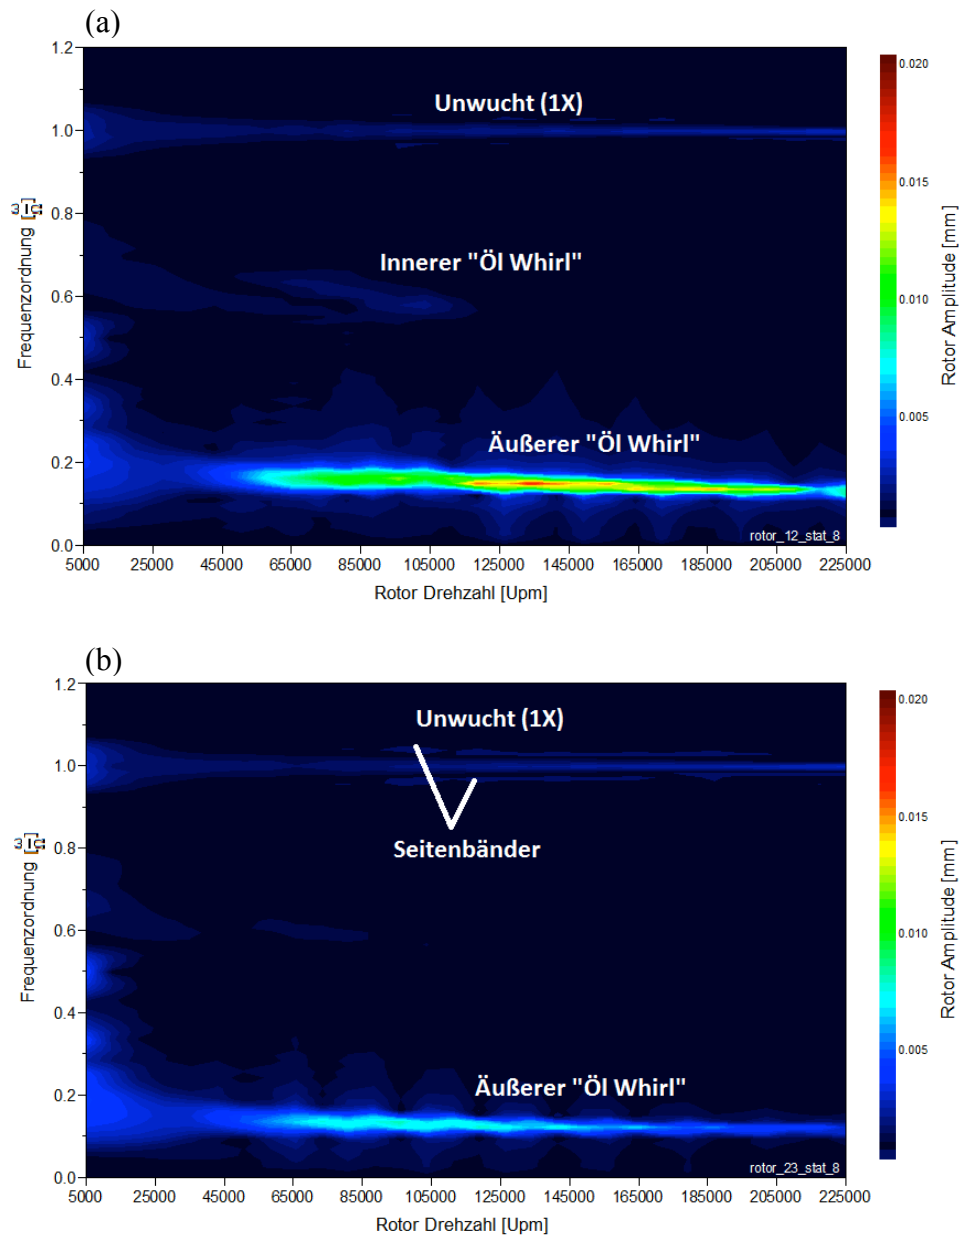 (a)
1.2
1.0
0.8
0.6
0.4
0.2
0.0
Frequenzordnung [ω/Ω]
Unwucht (1X)
Innerer "Öl Whirl"
Äußerer "Öl Whirl"
rotor_12_stat_8
5000 25000 45000 65000 85000 105000 125000 145000 165000 185000 205000 225000
Rotor Drehzahl [Upm]
0.020
0.015
0.010
0.005
Rotor Amplitude [mm]
(b)
1.2
1.0
0.8
0.6
0.4
0.2
0.0
Frequenzordnung [ω/Ω]
Unwucht (1X)
Seitenbänder
Äußerer "Öl Whirl"
rotor_23_stat_8
5000 25000 45000 65000 85000 105000 125000 145000 165000 185000 205000 225000
Rotor Drehzahl [Upm]
0.020
0.015
0.010
0.005
Rotor Amplitude [mm]